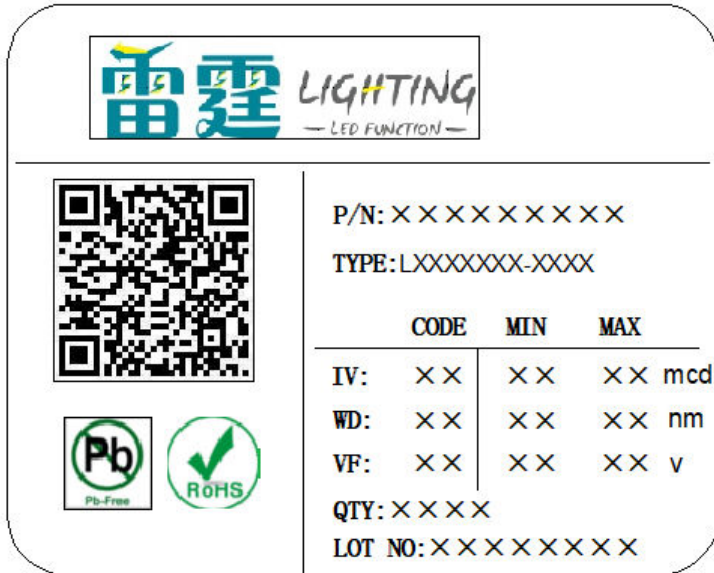 雷霆 LIGHTING
— LED FUNCTION —
P/N:×××××××××
TYPE:LXXXXXXX-XXXX
CODE MIN MAX
IV: ×× ×× ×× mcd
WD: ×× ×× ×× nm
VF: ×× ×× ×× v
QTY:××××
LOT NO:××××××××
Pb
Pb-Free
RoHS